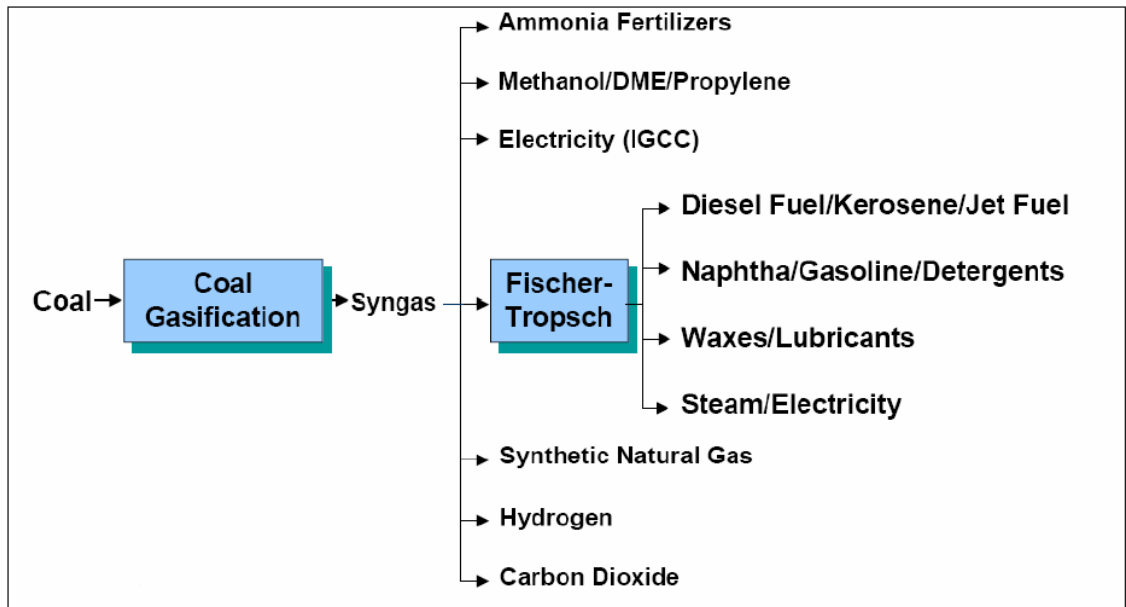 Ammonia Fertilizers
Methanol/DME/Propylene
Electricity (IGCC)
Coal
Coal
Gasification
Syngas
Fischer-
Tropsch
Diesel Fuel/Kerosene/Jet Fuel
Naphtha/Gasoline/Detergents
Waxes/Lubricants
Steam/Electricity
Synthetic Natural Gas
Hydrogen
Carbon Dioxide